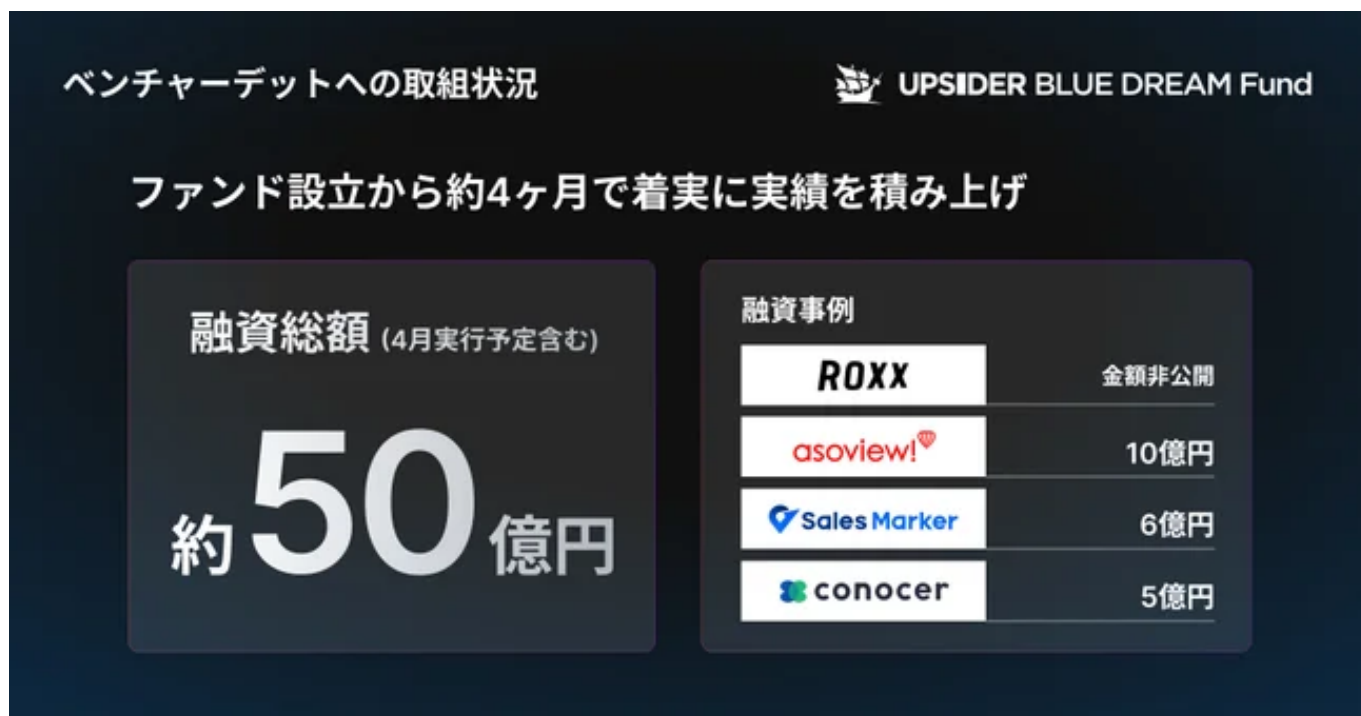 ベンチャーデットへの取組状況
UPSIDER BLUE DREAM Fund
ファンド設立から約4ヶ月で着実に実績を積み上げ
融資総額 (4月実行予定含む)
約50億円
融資事例
ROXX 金額非公開
asoview! 10億円
Sales Marker 6億円
conocer 5億円